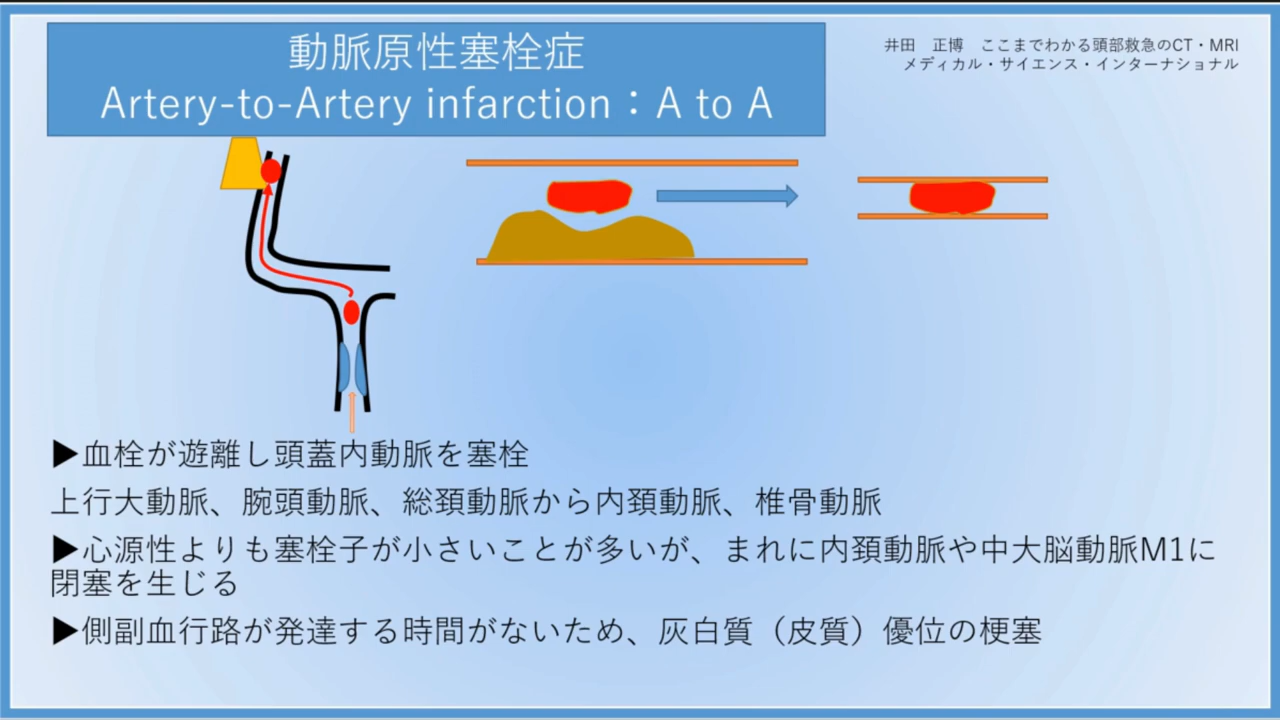 動脈原性塞栓症
Artery-to-Artery infarction：A to A
井田　正博　ここまでわかる頭部救急のCT・MRI
メディカル・サイエンス・インターナショナル
▶血栓が遊離し頭蓋内動脈を塞栓
上行大動脈、腕頭動脈、総頚動脈から内頚動脈、椎骨動脈
▶心源性よりも塞栓子が小さいことが多いが、まれに内頚動脈や中大脳動脈M1に
閉塞を生じる
▶側副血行路が発達する時間がないため、灰白質（皮質）優位の梗塞